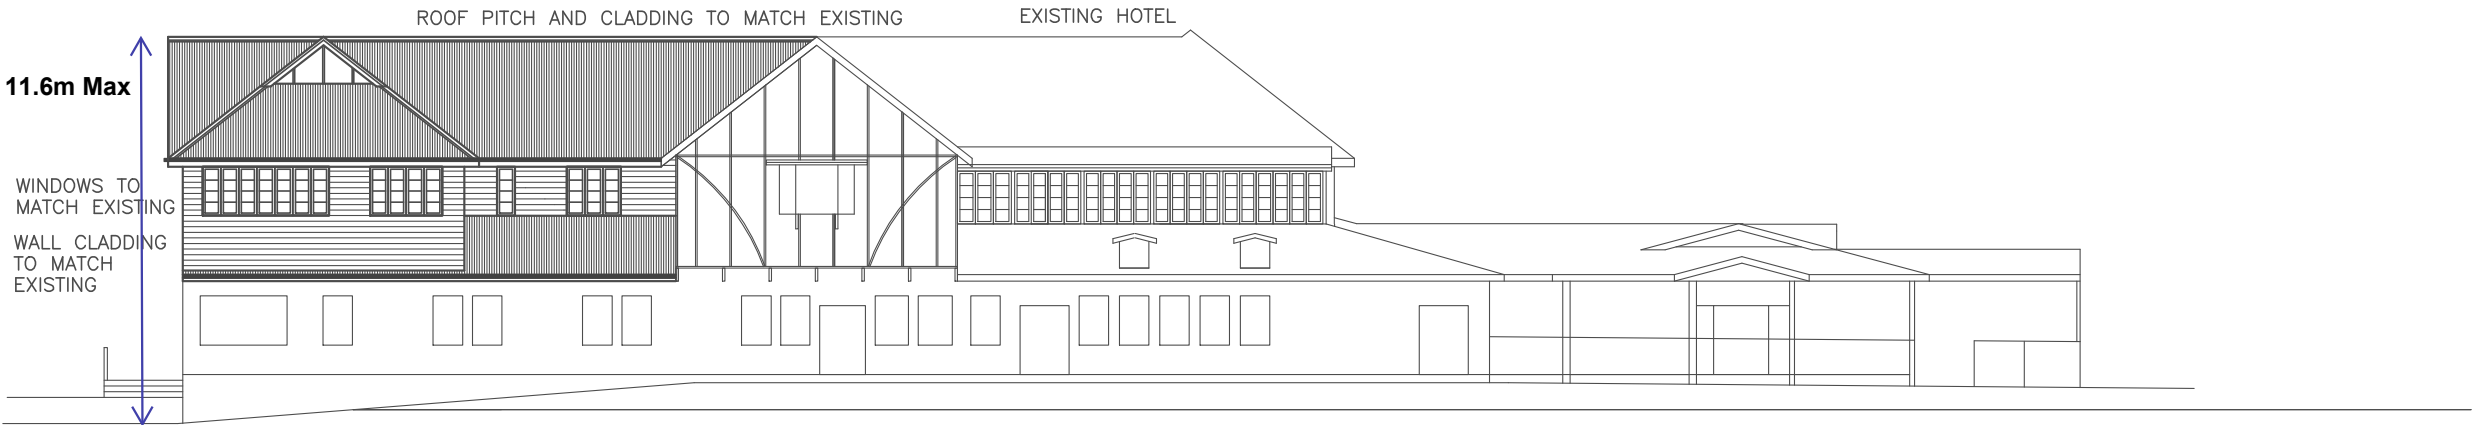 ROOF PITCH AND CLADDING TO MATCH EXISTING
EXISTING HOTEL
11.6m Max
WINDOWS TO
MATCH EXISTING
WALL CLADDING
TO MATCH
EXISTING